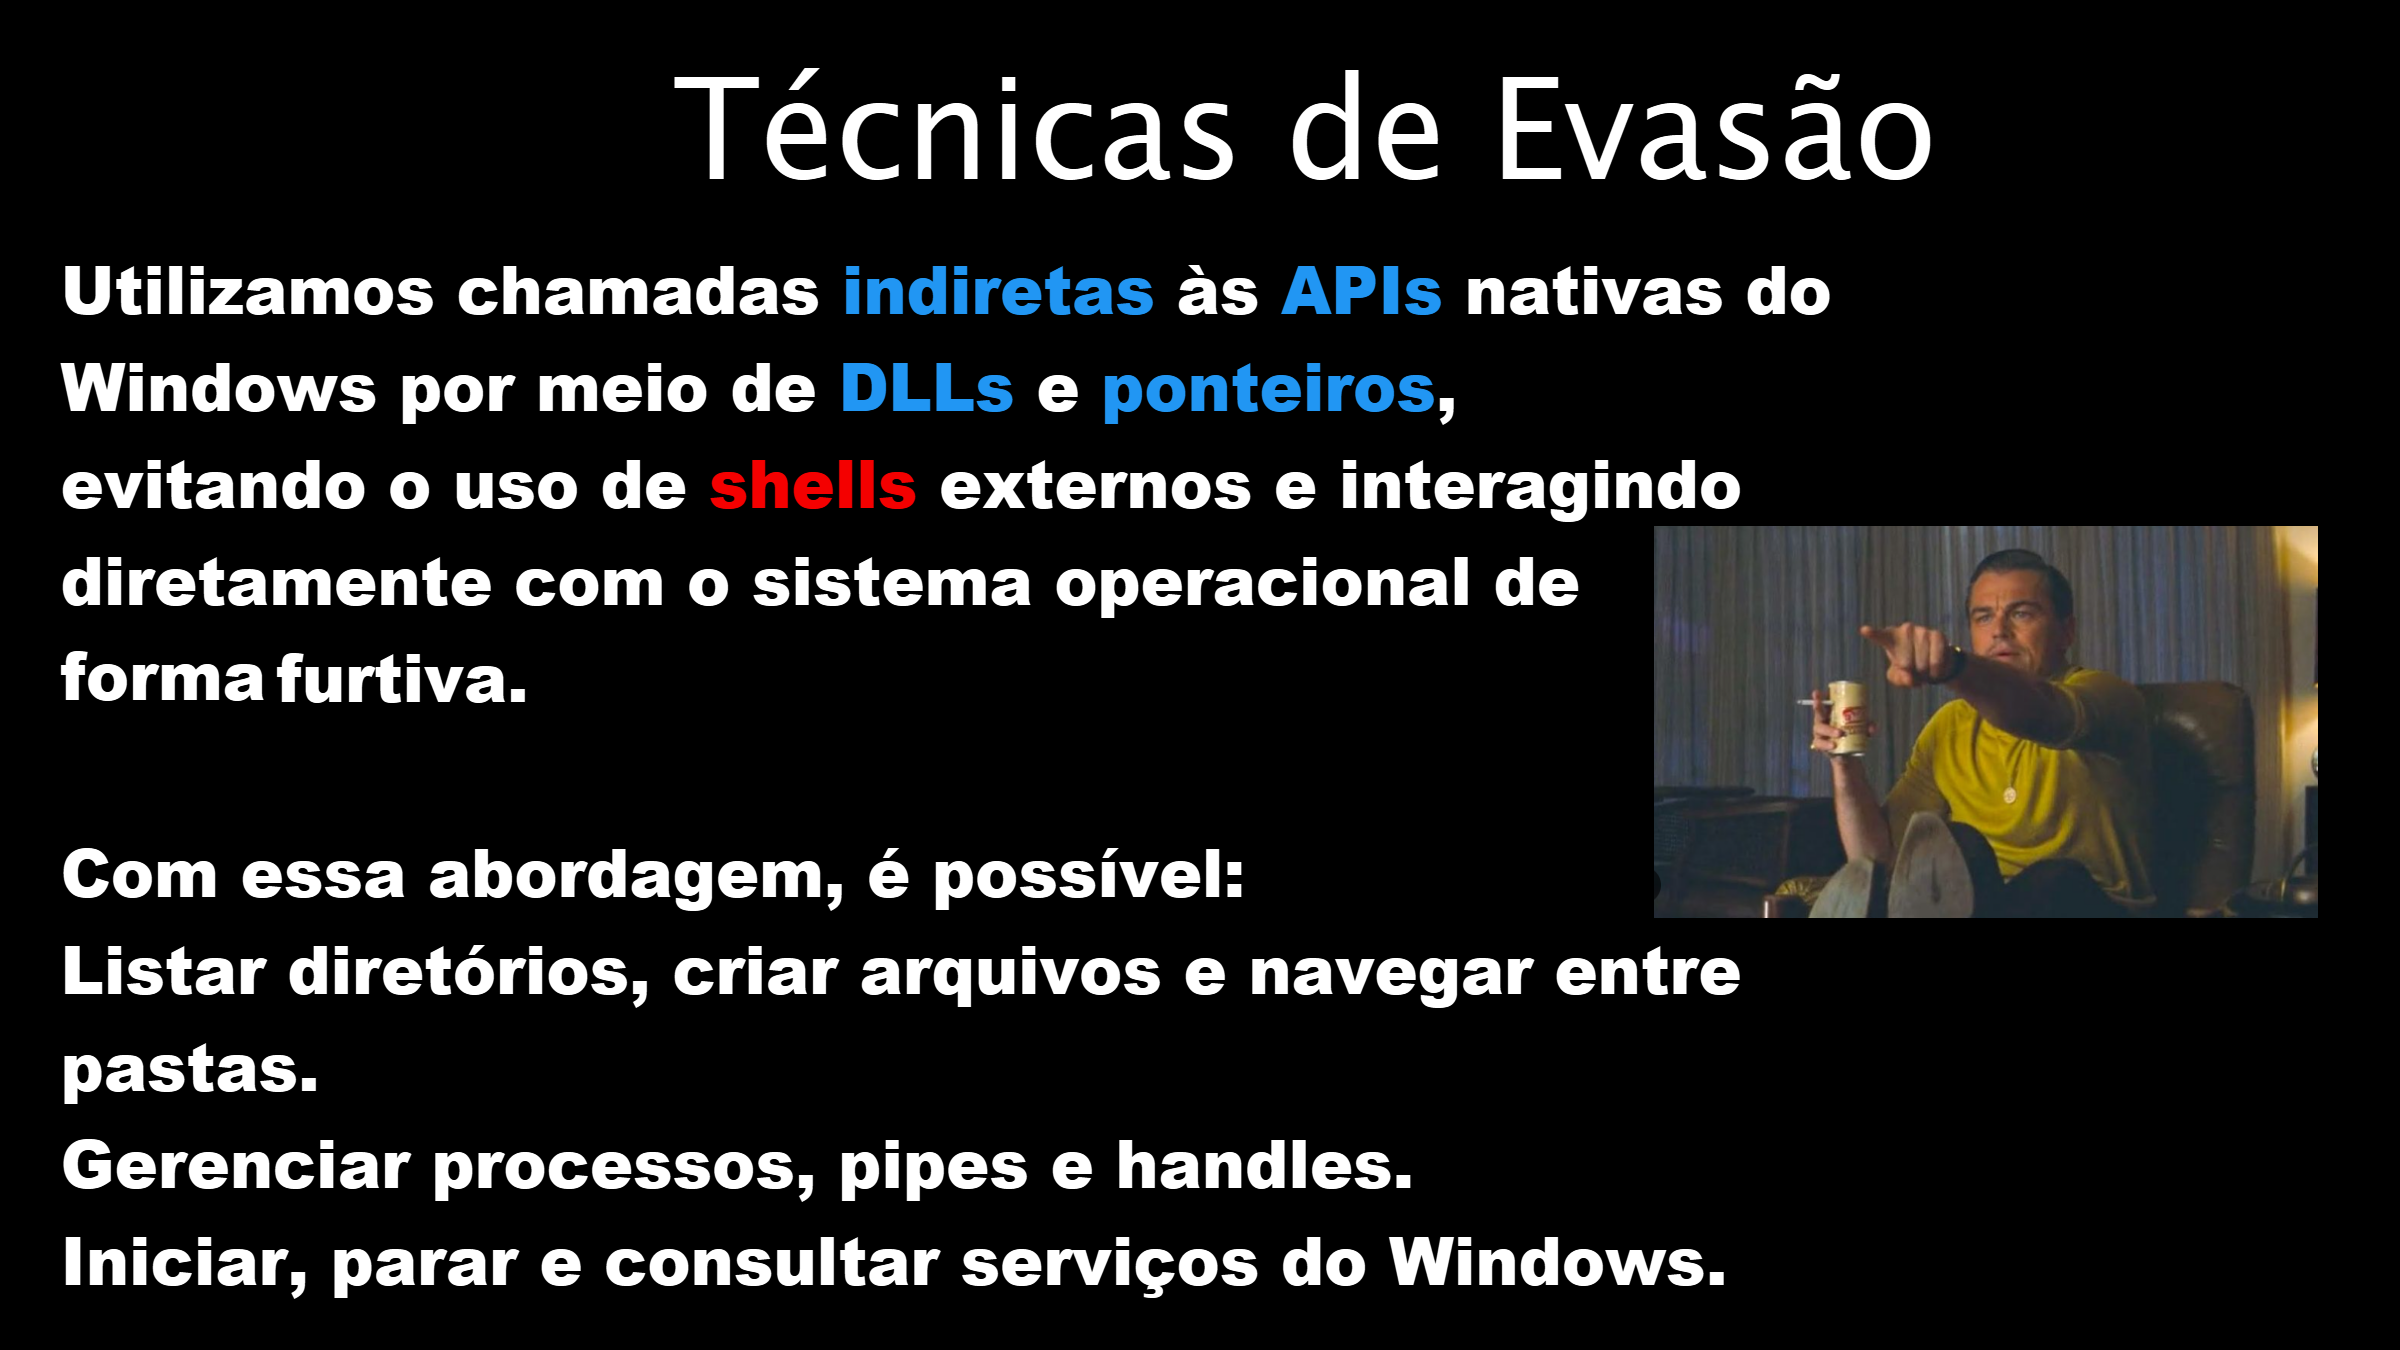 Técnicas de Evasão
Utilizamos chamadas indiretas às APIs nativas do
Windows por meio de DLLs e ponteiros,
evitando o uso de shells externos e interagindo
diretamente com o sistema operacional de
forma furtiva.
Com essa abordagem, é possível:
Listar diretórios, criar arquivos e navegar entre
pastas.
Gerenciar processos, pipes e handles.
Iniciar, parar e consultar serviços do Windows.